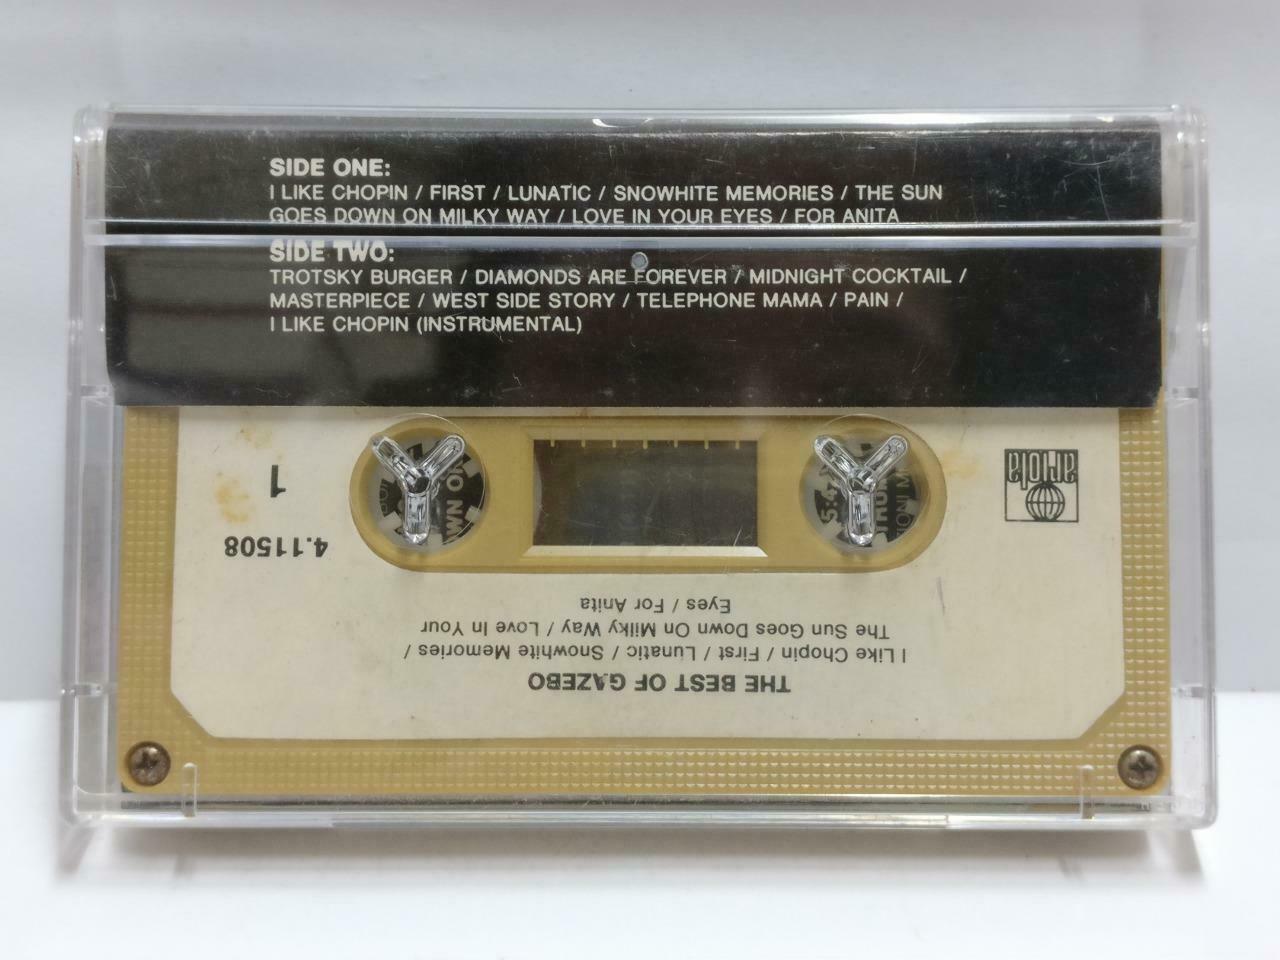 SIDE ONE:
I LIKE CHOPIN / FIRST / LUNATIC / SNOWHITE MEMORIES / THE SUN
GOES DOWN ON MILKY WAY / LOVE IN YOUR EYES / FOR ANITA
SIDE TWO:
TROTSKY BURGER / DIAMONDS ARE FOREVER / MIDNIGHT COCKTAIL /
MASTERPIECE / WEST SIDE STORY / TELEPHONE MAMA / PAIN /
I LIKE CHOPIN (INSTRUMENTAL)
THE BEST OF GAZEBO
I Like Chopin / First / Lunatic / Snowhite Memories /
The Sun Goes Down On Milky Way / Love In Your
Eyes / For Anita
4.11508
1
ariola